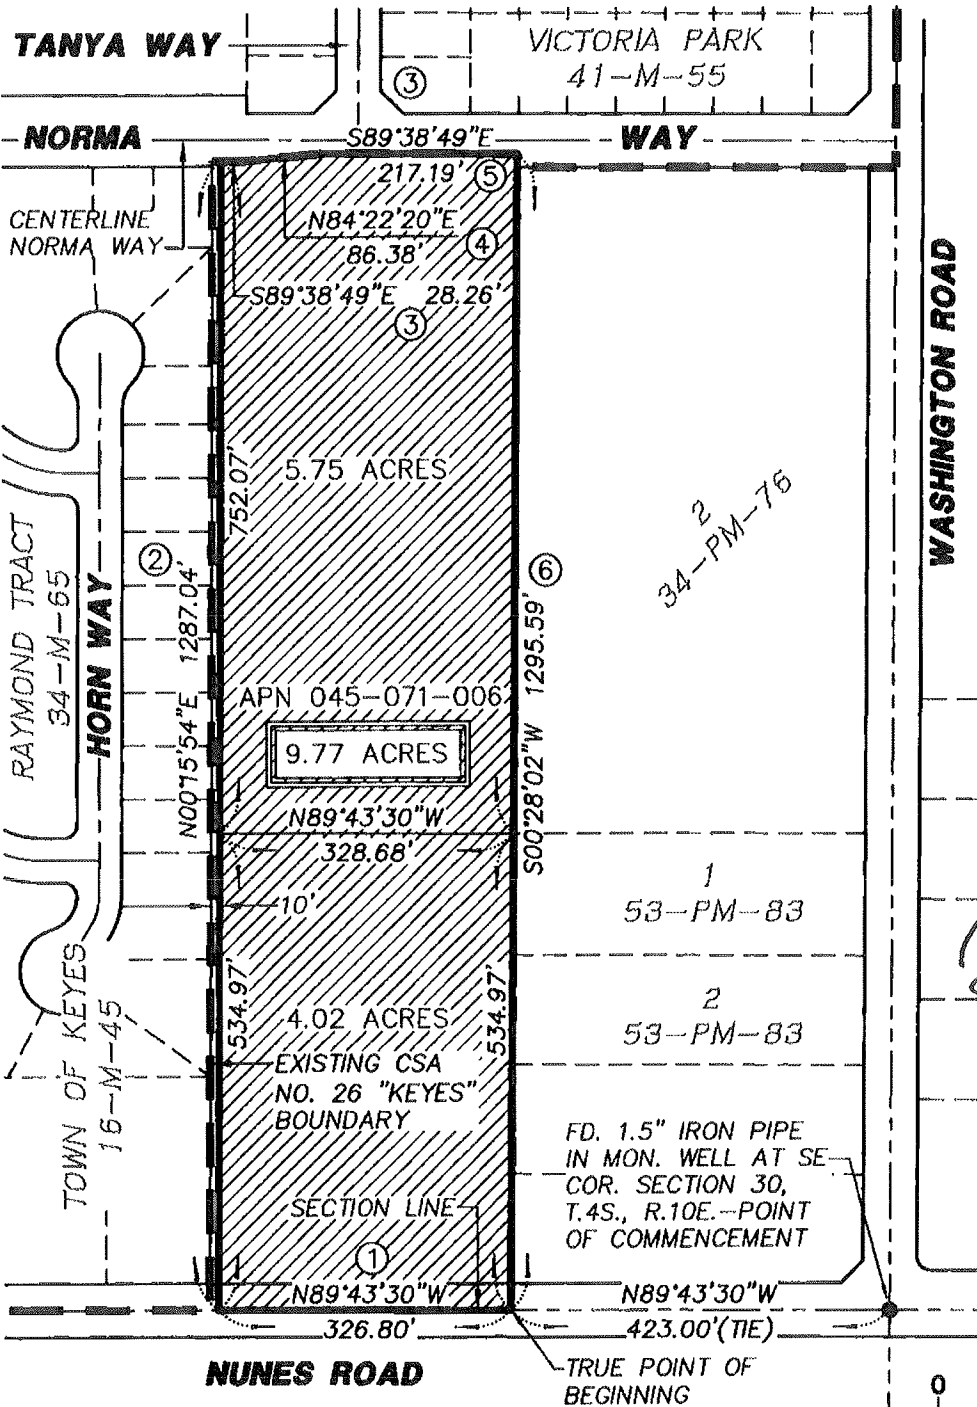 TANYA WAY
VICTORIA PARK
41-M-55
3
NORMA
S89°38'49"E
WAY
217.19'
5
CENTERLINE
NORMA WAY
N84°22'20"E
86.38'
4
S89°38'49"E 28.26'
3
WASHINGTON ROAD
752.07'
5.75 ACRES
2
34-PM-76
RAYMOND TRACT
34-M-65
HORN WAY
2
N00°15'54"E 1287.04'
6
S00°28'02"W 1295.59'
APN 045-071-006
9.77 ACRES
N89°43'30"W
328.68'
10'
1
53-PM-83
2
53-PM-83
534.97'
534.97'
4.02 ACRES
EXISTING CSA
NO. 26 "KEYES"
BOUNDARY
TOWN OF KEYES
16-M-45
FD. 1.5" IRON PIPE
IN MON. WELL AT SE
COR. SECTION 30,
T.4S., R.10E.-POINT
OF COMMENCEMENT
SECTION LINE
1
N89°43'30"W
326.80'
N89°43'30"W
423.00'(TIE)
NUNES ROAD
TRUE POINT OF
BEGINNING
0